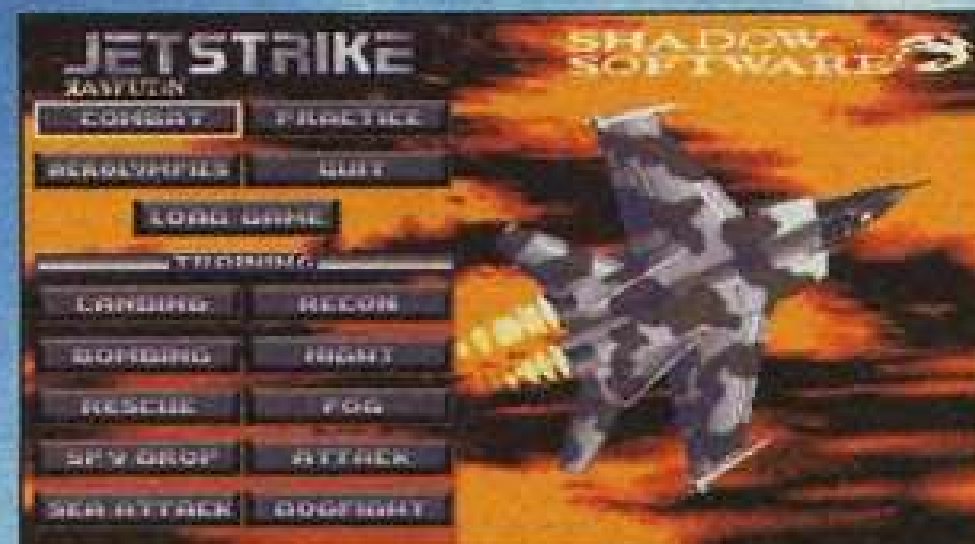 JETSTRIKE
SHADOW
SOFTWARE
RASPUTIN
COMBAT PRACTICE
AEROLYMPICS QUIT
LOAD GAME
TRAINING
LANDING RECON
BOMBING NIGHT
RESCUE FOG
SPY DROP ATTACK
SEA ATTACK DOGFIGHT